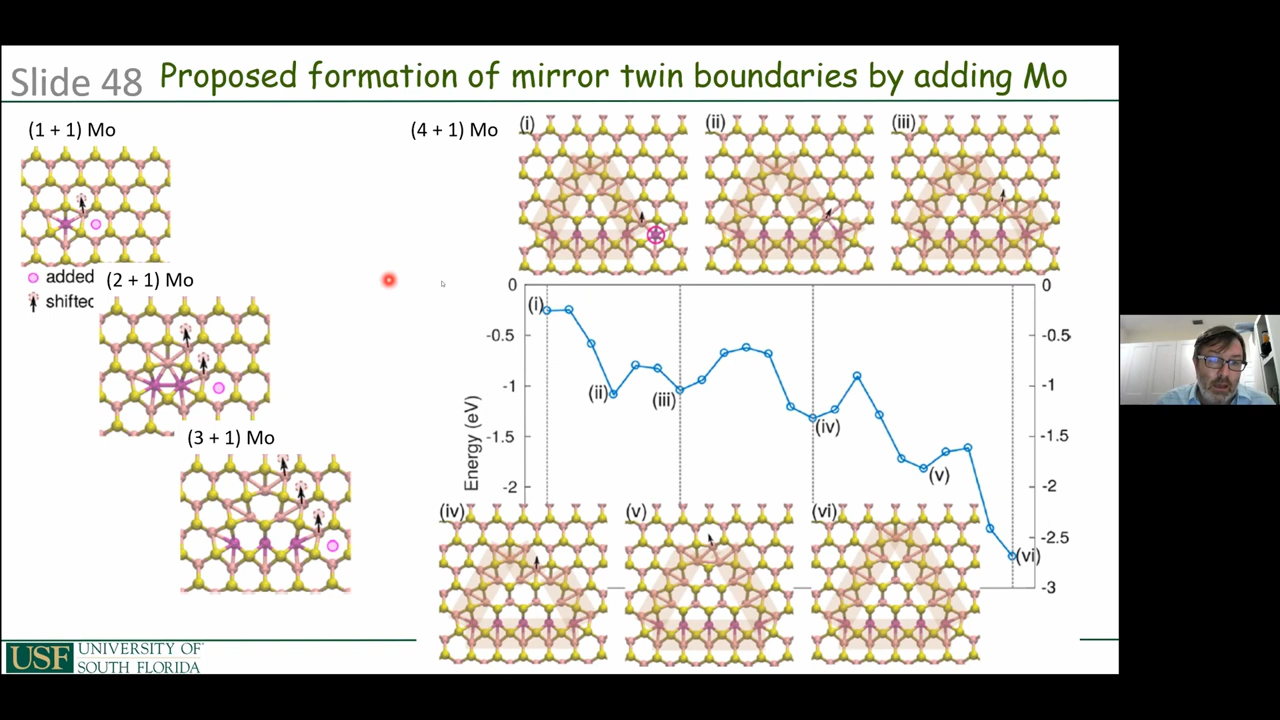 Slide 48
Proposed formation of mirror twin boundaries by adding Mo
(1 + 1) Mo
added
shifted
(2 + 1) Mo
(3 + 1) Mo
(4 + 1) Mo
(i)
(ii)
(iii)
0
-0.5
-1
-1.5
-2
Energy (eV)
(i)
(ii)
(iii)
(iv)
(v)
(vi)
0
-0.5
-1
-1.5
-2
-2.5
-3
(iv)
(v)
(vi)
USF
UNIVERSITY OF
SOUTH FLORIDA